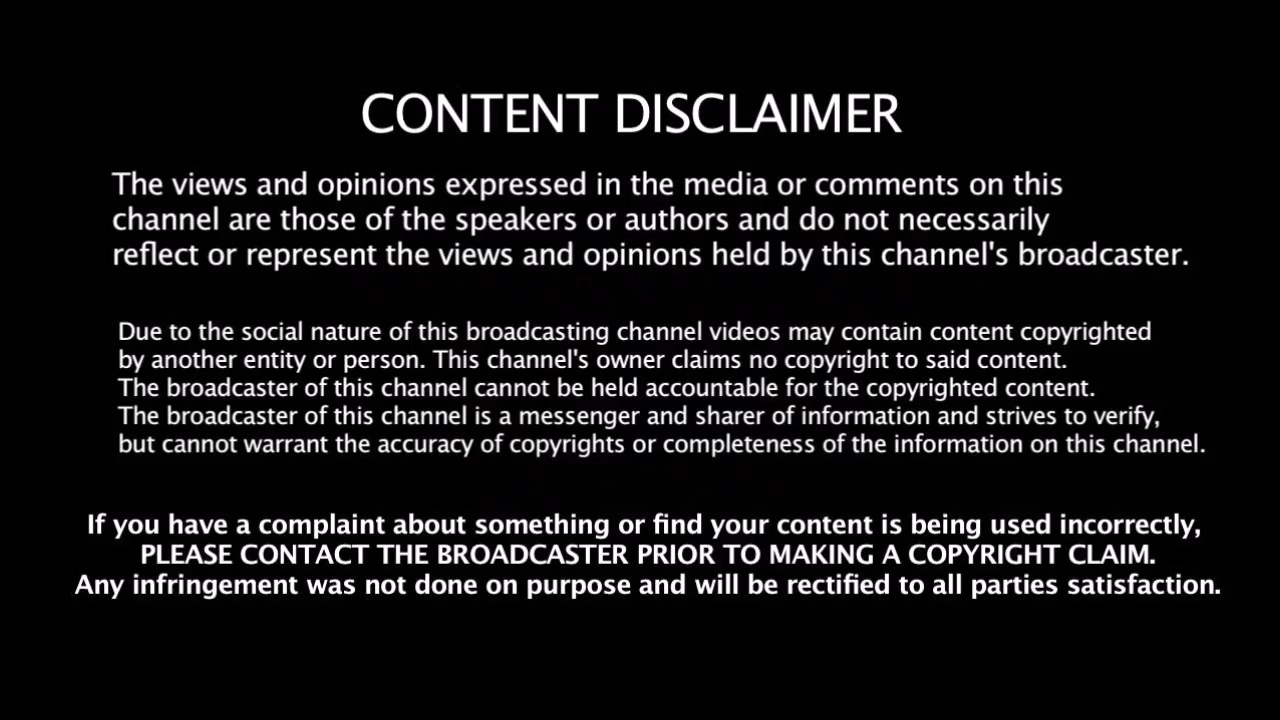 CONTENT DISCLAIMER
The views and opinions expressed in the media or comments on this
channel are those of the speakers or authors and do not necessarily
reflect or represent the views and opinions held by this channel's broadcaster.
Due to the social nature of this broadcasting channel videos may contain content copyrighted
by another entity or person. This channel's owner claims no copyright to said content.
The broadcaster of this channel cannot be held accountable for the copyrighted content.
The broadcaster of this channel is a messenger and sharer of information and strives to verify,
but cannot warrant the accuracy of copyrights or completeness of the information on this channel.
If you have a complaint about something or find your content is being used incorrectly,
PLEASE CONTACT THE BROADCASTER PRIOR TO MAKING A COPYRIGHT CLAIM.
Any infringement was not done on purpose and will be rectified to all parties satisfaction.